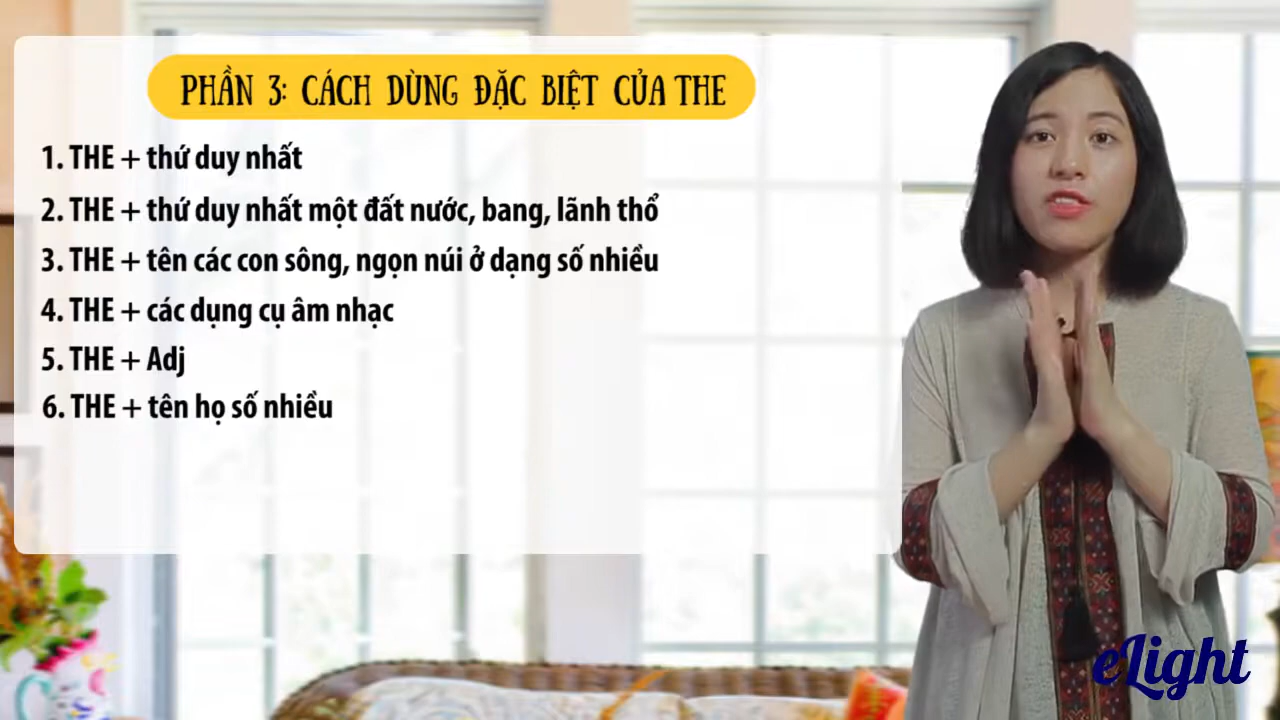 PHẦN 3: CÁCH DÙNG ĐẶC BIỆT CỦA THE
1. THE + thứ duy nhất
2. THE + thứ duy nhất một đất nước, bang, lãnh thổ
3. THE + tên các con sông, ngọn núi ở dạng số nhiều
4. THE + các dụng cụ âm nhạc
5. THE + Adj
6. THE + tên họ số nhiều
eLight